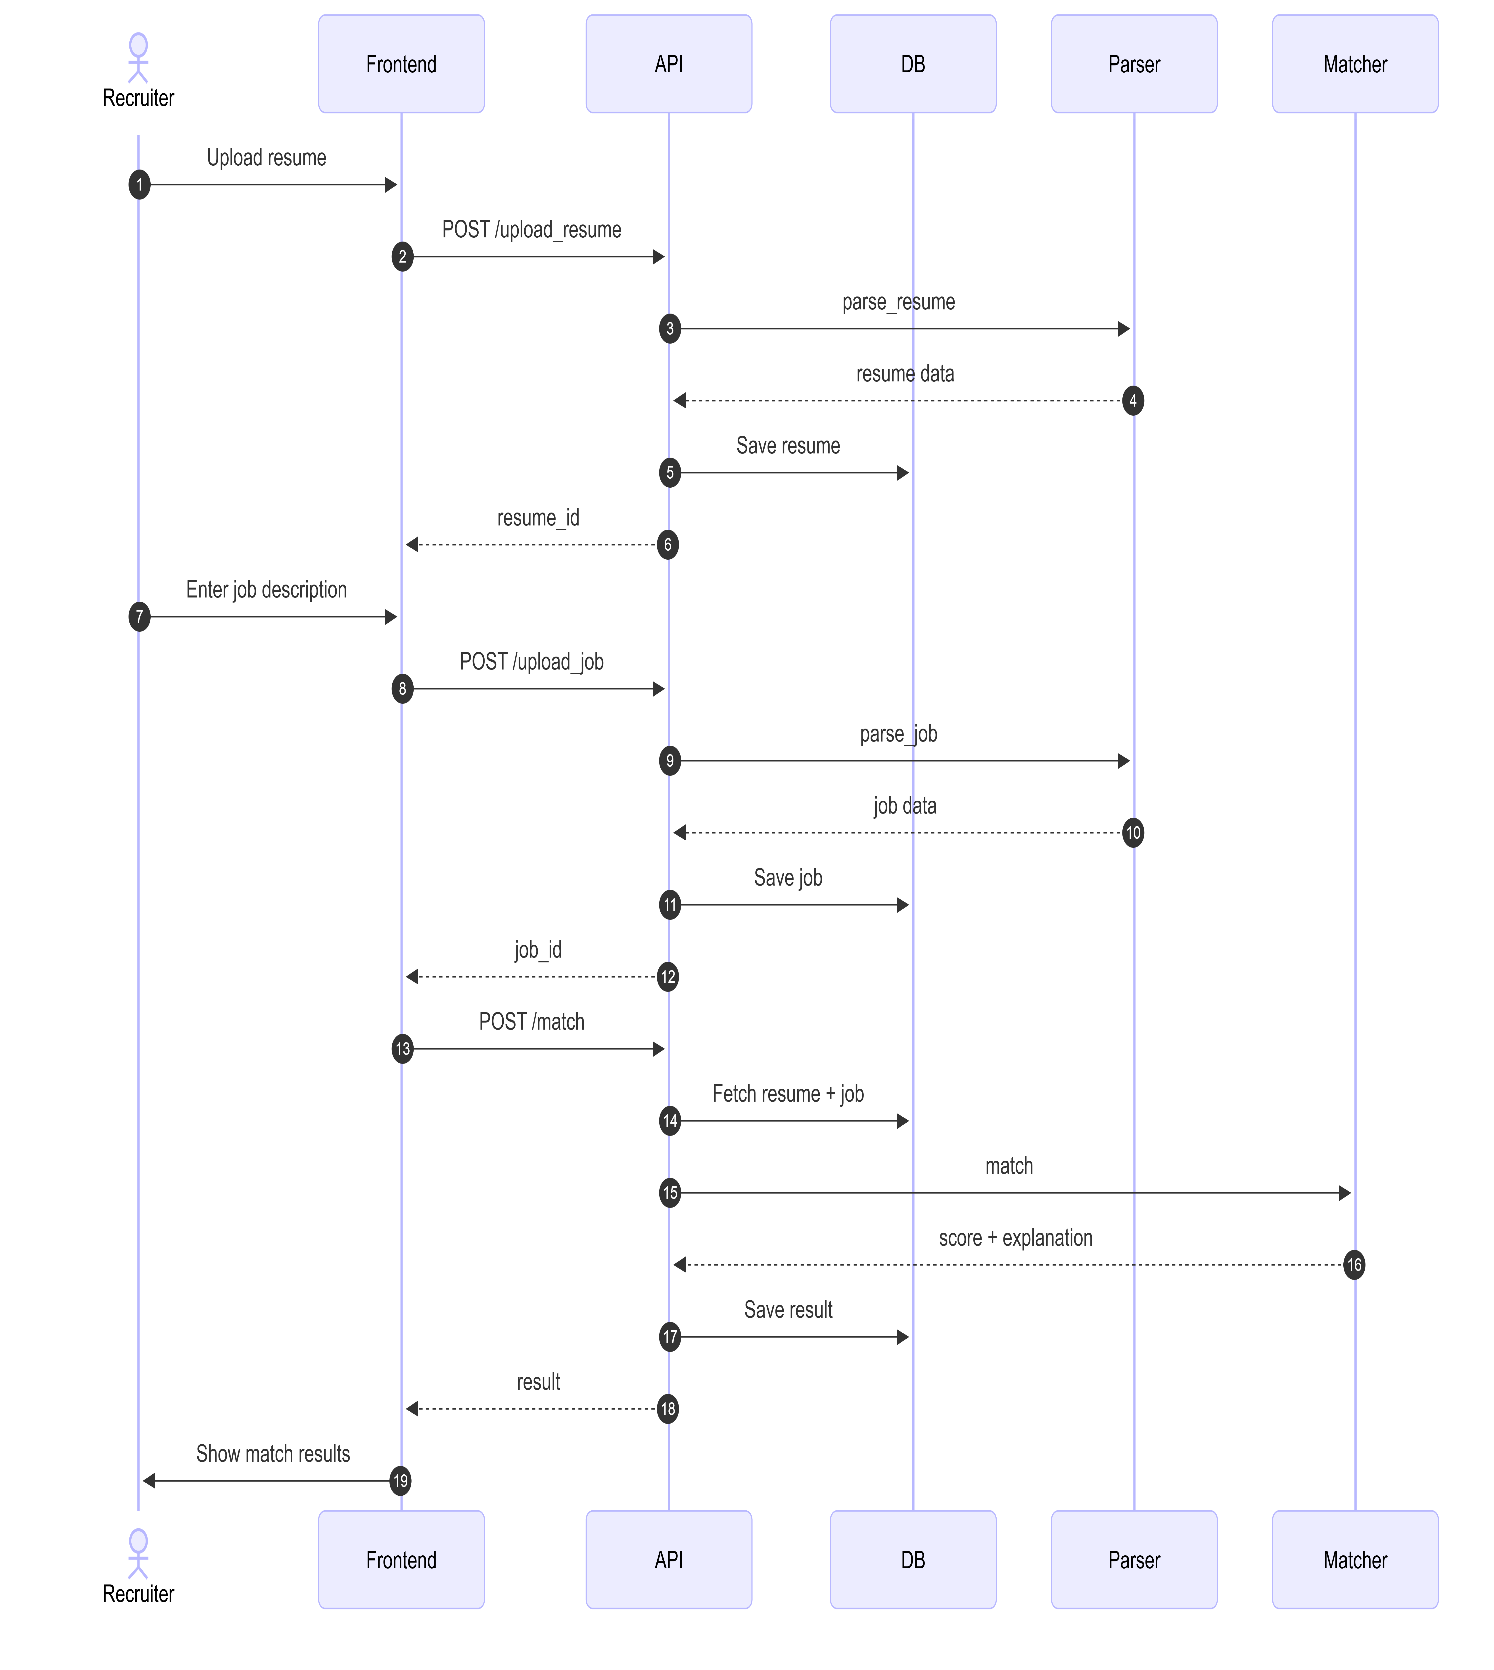 Recruiter
Frontend
API
DB
Parser
Matcher
Upload resume
1
POST /upload_resume
2
parse_resume
3
resume data
4
Save resume
5
resume_id
6
Enter job description
7
POST /upload_job
8
parse_job
9
job data
10
Save job
11
job_id
12
POST /match
13
Fetch resume + job
14
match
15
score + explanation
16
Save result
17
result
18
Show match results
19
Recruiter
Frontend
API
DB
Parser
Matcher